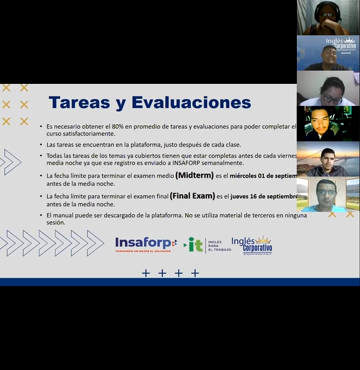 Tareas y Evaluaciones
• Es necesario obtener el 80% en promedio de tareas y evaluaciones para poder completar el
curso satisfactoriamente.
• Las tareas se encuentran en la plataforma, justo después de cada clase.
• Todas las tareas de los temas ya cubiertos tienen que estar completas antes de cada viernes
media noche ya que ese registro es enviado a INSAFORP semanalmente.
• La fecha límite para terminar el examen medio (Midterm) es el miércoles 01 de septiem
antes de la media noche.
• La fecha límite para terminar el examen final (Final Exam) es el jueves 16 de septiembre
antes de la media noche.
• El manual puede ser descargado de la plataforma. No se utiliza material de terceros en ninguna
sesión.
Insaforp
it
INGLÉS
PARA
EL TRABAJO
Inglés
Corporativo
Inglés
Corporativo